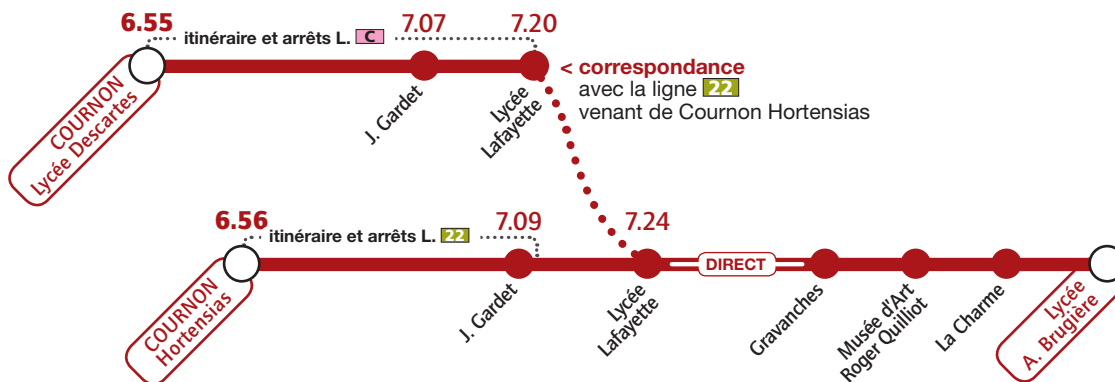 6.55
7.07
7.20
itinéraire et arrêts L. C
COURNON
Lycée Descartes
J. Gardet
Lycée
Lafayette
< correspondance
avec la ligne 22
venant de Cournon Hortensias
6.56
7.09
7.24
itinéraire et arrêts L. 22
COURNON
Hortensias
J. Gardet
Lycée
Lafayette
DIRECT
Gravanches
Musée d'Art
Roger Quilliot
La Charme
Lycée
A. Brugière